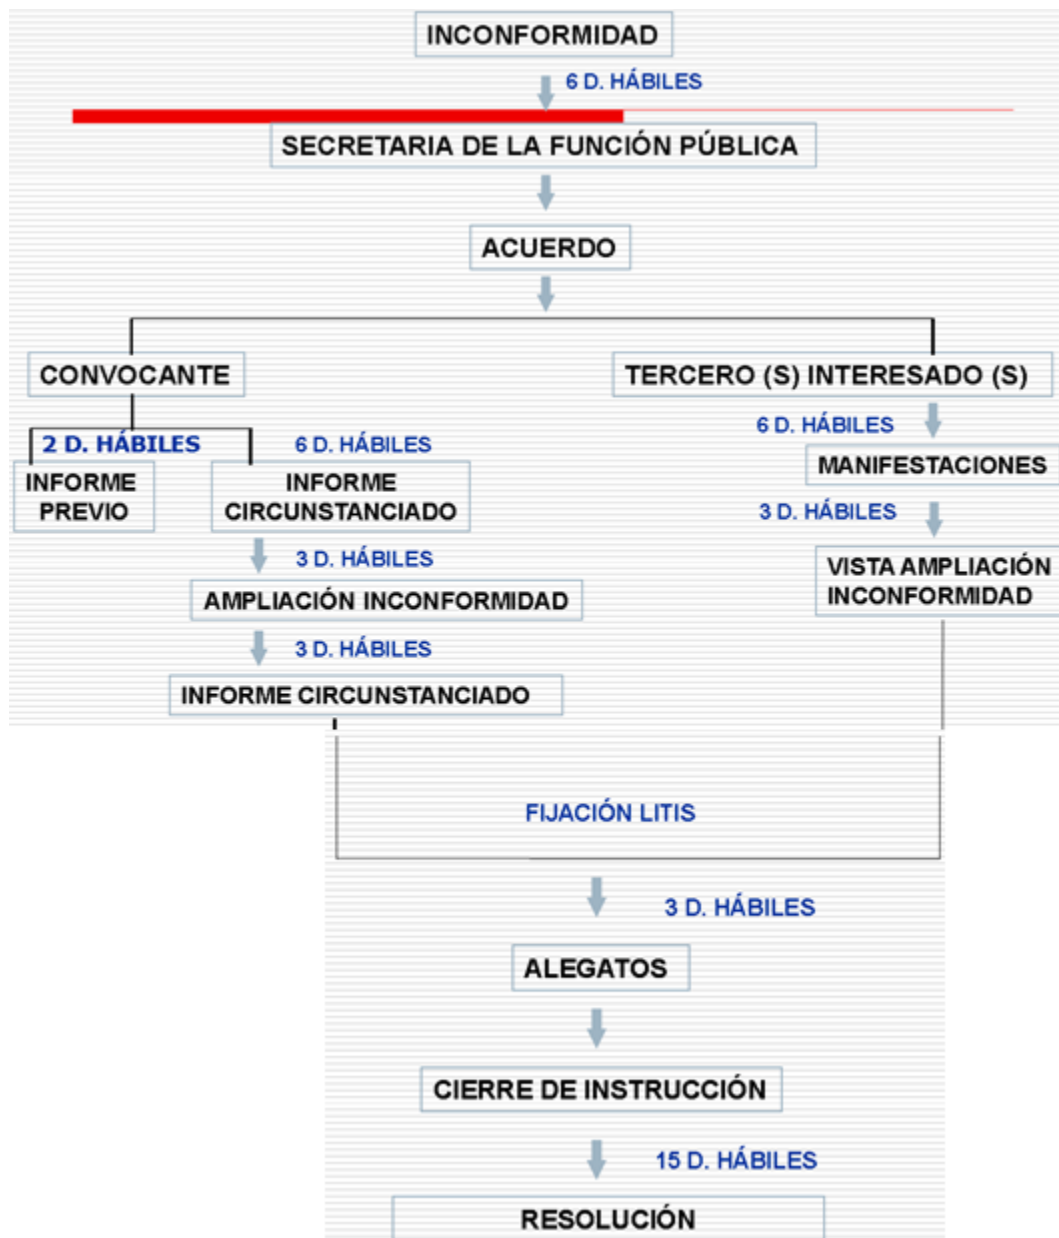 INCONFORMIDAD
6 D. HÁBILES
SECRETARIA DE LA FUNCIÓN PÚBLICA
ACUERDO
CONVOCANTE
TERCERO (S) INTERESADO (S)
2 D. HÁBILES
6 D. HÁBILES
6 D. HÁBILES
INFORME
PREVIO
INFORME
CIRCUNSTANCIADO
MANIFESTACIONES
3 D. HÁBILES
3 D. HÁBILES
VISTA AMPLIACIÓN
INCONFORMIDAD
AMPLIACIÓN INCONFORMIDAD
3 D. HÁBILES
INFORME CIRCUNSTANCIADO
FIJACIÓN LITIS
3 D. HÁBILES
ALEGATOS
CIERRE DE INSTRUCCIÓN
15 D. HÁBILES
RESOLUCIÓN